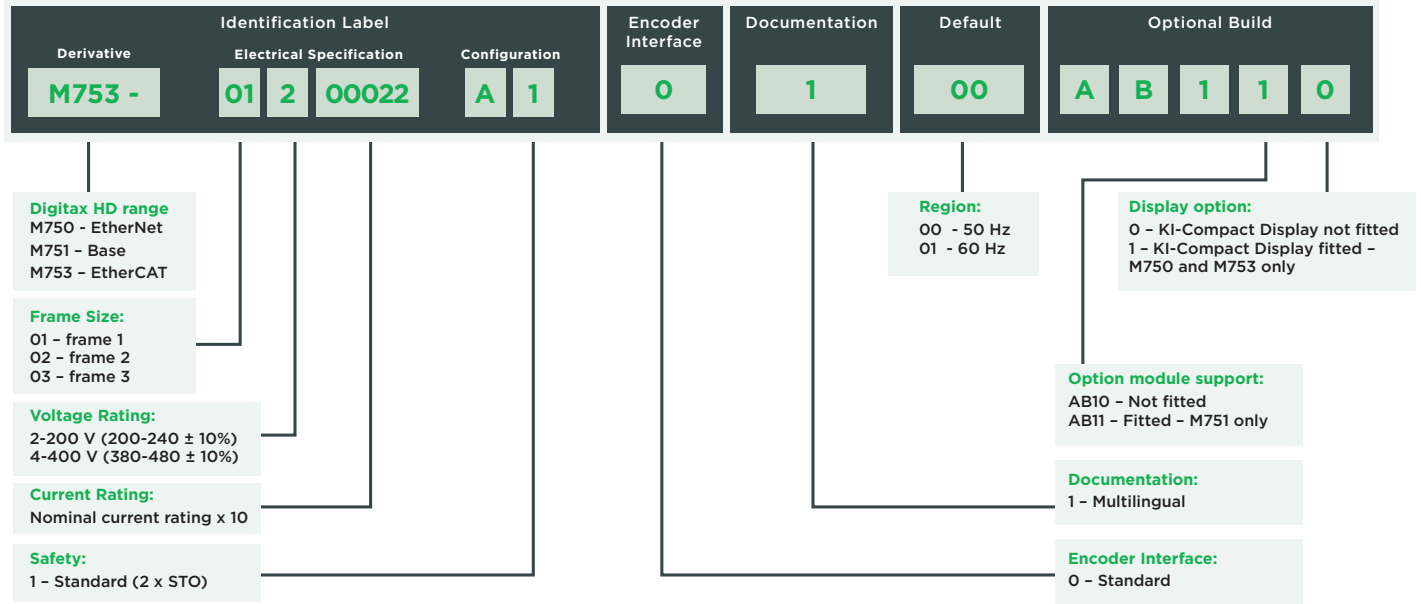 Identification Label
Encoder
Interface
Documentation
Default
Optional Build
Derivative
Electrical Specification
Configuration
M753 -
01
2
00022
A
1
0
1
00
A
B
1
1
0
Digitax HD range
M750 - EtherNet
M751 – Base
M753 – EtherCAT
Frame Size:
01 – frame 1
02 – frame 2
03 – frame 3
Voltage Rating:
2-200 V (200-240 ± 10%)
4-400 V (380-480 ± 10%)
Current Rating:
Nominal current rating x 10
Safety:
1 – Standard (2 x STO)
Region:
00 - 50 Hz
01 - 60 Hz
Display option:
0 – KI-Compact Display not fitted
1 – KI-Compact Display fitted –
M750 and M753 only
Option module support:
AB10 – Not fitted
AB11 – Fitted – M751 only
Documentation:
1 – Multilingual
Encoder Interface:
0 – Standard